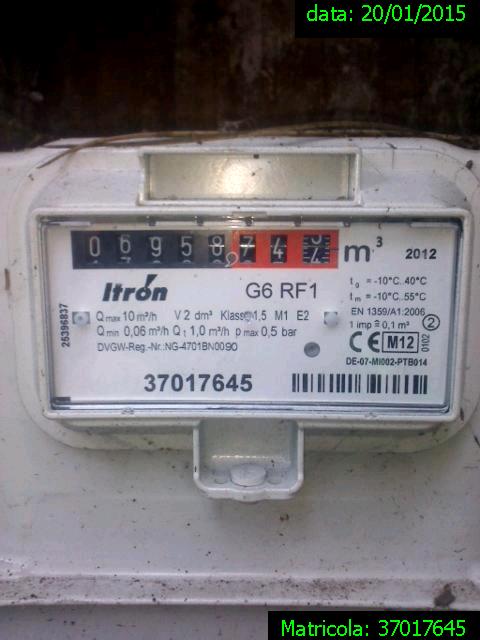 data: 20/01/2015
06958 74
m³
2012
Itrón
G6 RF1
Qmax 10 m³/h V 2 dm³ Klasse 1,5 M1 E2
Qmin 0,06 m³/h Qt 1,0 m³/h pmax 0,5 bar
DVGW-Reg.-Nr.:NG-4701BN0090
tg = -10°C..40°C
tm = -10°C..55°C
EN 1359/A1:2006
1 imp ≙ 0,1 m³
2
CE M12 0102
DE-07-MI002-PTB014
25396837
37017645
Matricola: 37017645